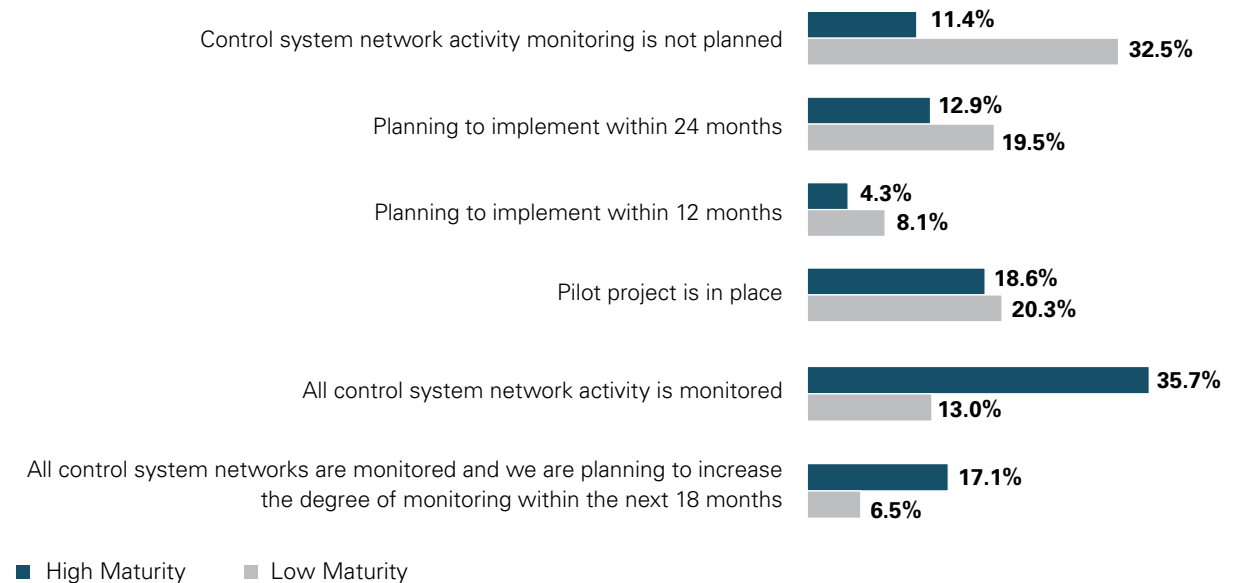 Control system network activity monitoring is not planned
11.4%
32.5%
Planning to implement within 24 months
12.9%
19.5%
Planning to implement within 12 months
4.3%
8.1%
Pilot project is in place
18.6%
20.3%
All control system network activity is monitored
35.7%
13.0%
All control system networks are monitored and we are planning to increase
the degree of monitoring within the next 18 months
17.1%
6.5%
High Maturity
Low Maturity